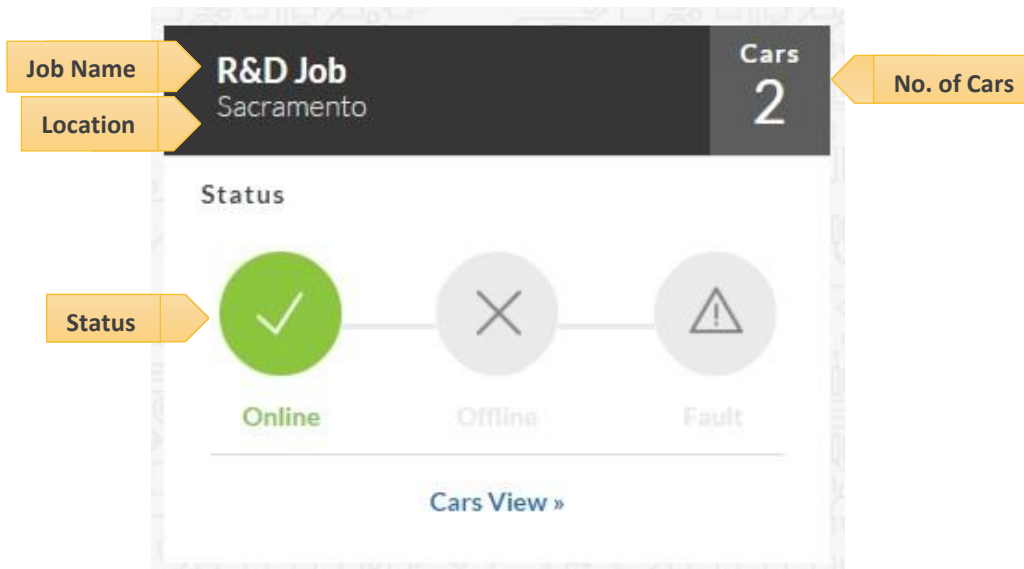 Job Name
R&D Job
Cars
Location
Sacramento
2
No. of Cars
Status
Status
Online
Offline
Fault
Cars View »